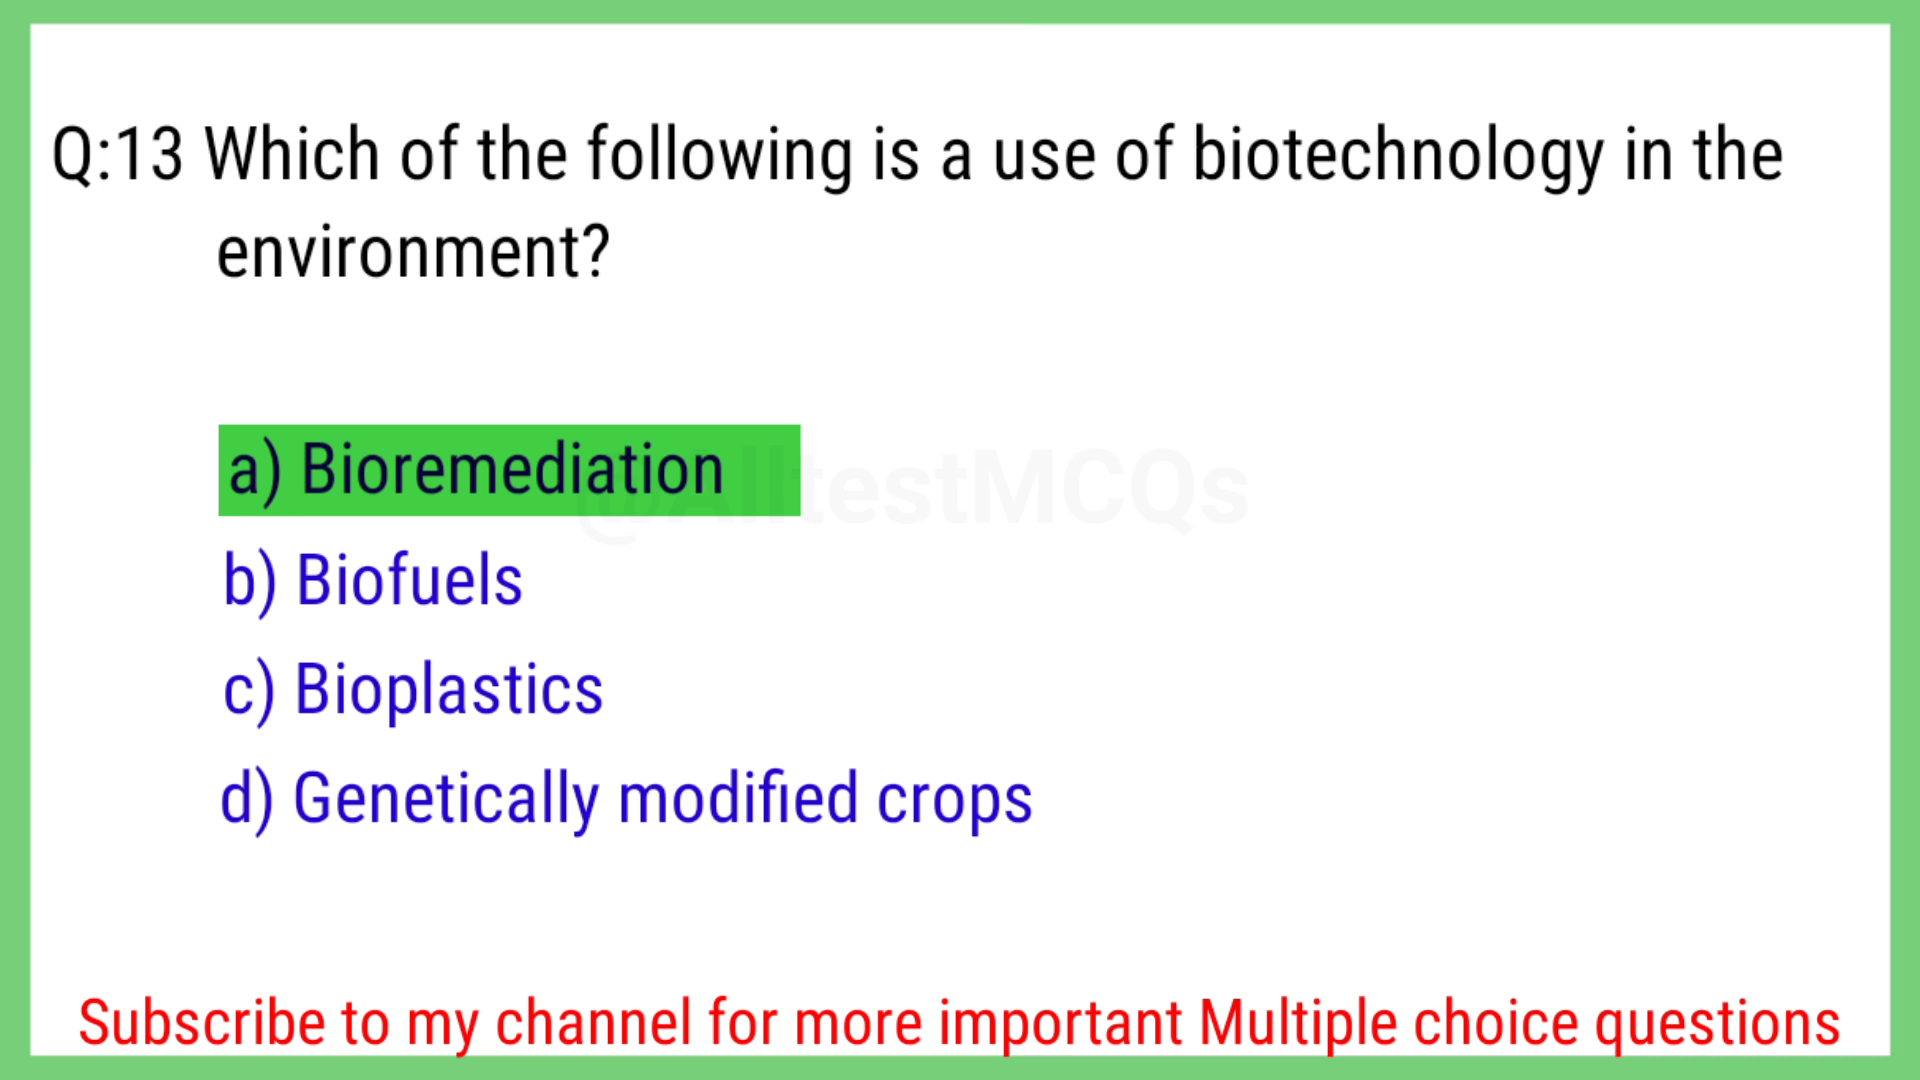 Q:13 Which of the following is a use of biotechnology in the
environment?
a) Bioremediation
@AlltestMCQs
b) Biofuels
c) Bioplastics
d) Genetically modified crops
Subscribe to my channel for more important Multiple choice questions